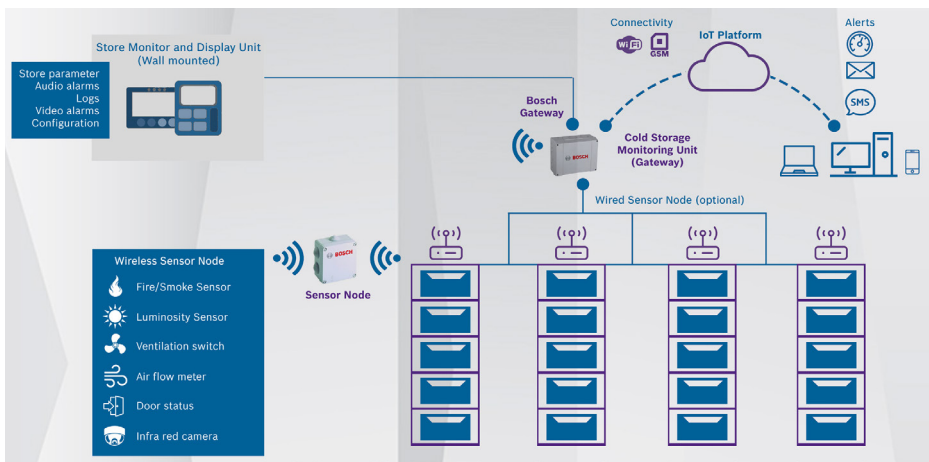 Connectivity
WiFi
GSM
IoT Platform
Alerts
SMS
Store Monitor and Display Unit
(Wall mounted)
Store parameter
Audio alarms
Logs
Video alarms
Configuration
Bosch
Gateway
BOSCH
Cold Storage
Monitoring Unit
(Gateway)
Wired Sensor Node (optional)
BOSCH
Sensor Node
Wireless Sensor Node
Fire/Smoke Sensor
Luminosity Sensor
Ventilation switch
Air flow meter
Door status
Infra red camera